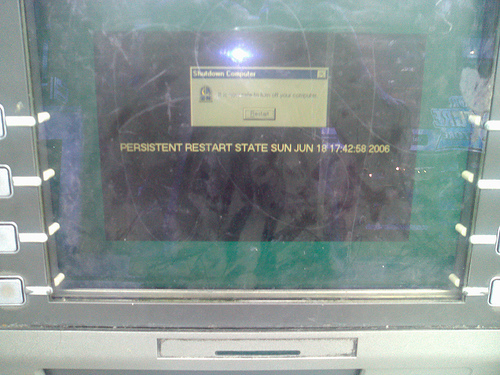 Shutdown Computer
It is now safe to turn off your computer.
Restart
PERSISTENT RESTART STATE SUN JUN 18 17:42:58 2006